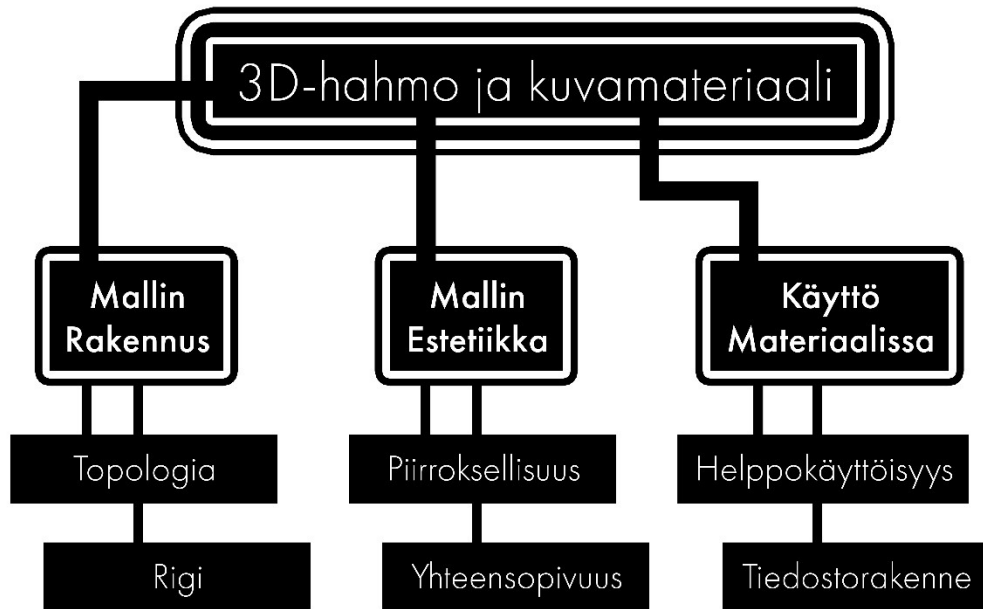 3D-hahmo ja kuvamateriaali
Mallin
Rakennus
Mallin
Estetiikka
Käyttö
Materiaalissa
Topologia
Piirroksellisuus
Helppokäyttöisyys
Rigi
Yhteensopivuus
Tiedostorakenne